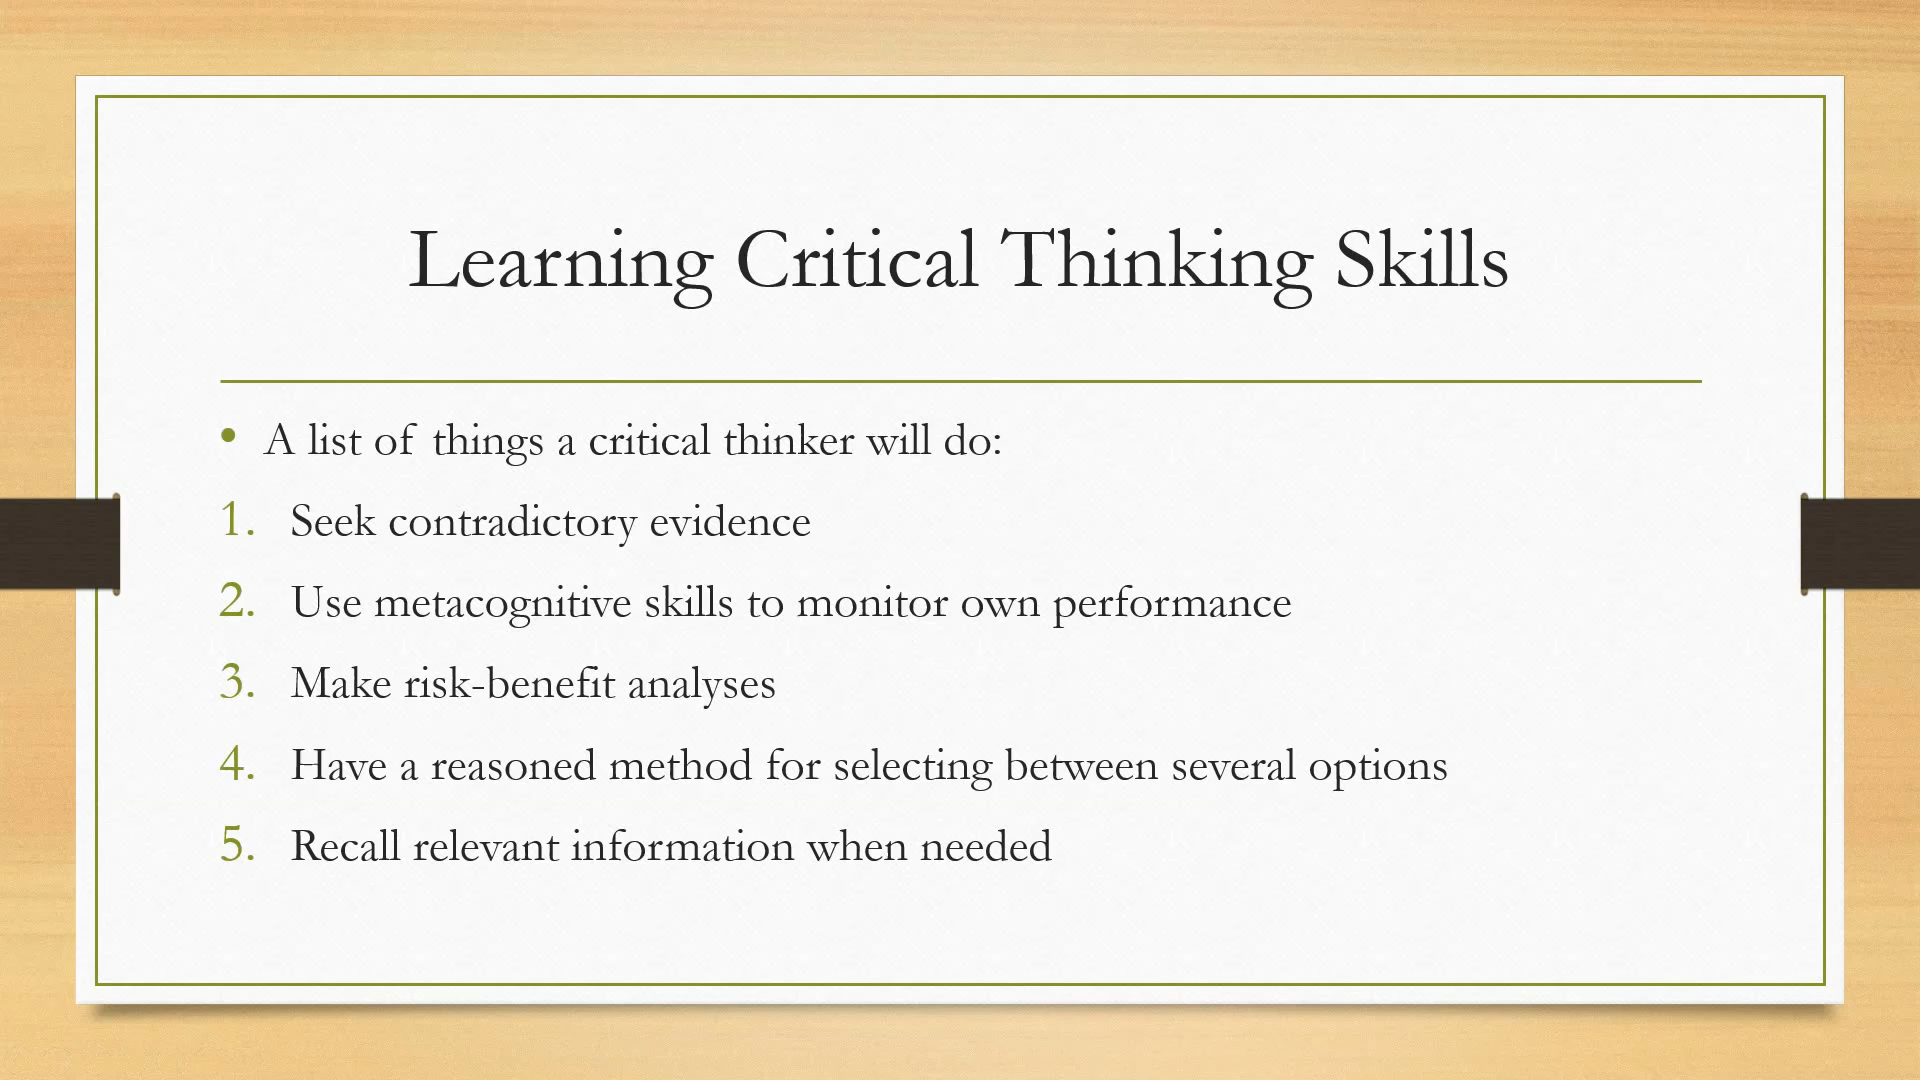 Learning Critical Thinking Skills
• A list of things a critical thinker will do:
1. Seek contradictory evidence
2. Use metacognitive skills to monitor own performance
3. Make risk-benefit analyses
4. Have a reasoned method for selecting between several options
5. Recall relevant information when needed